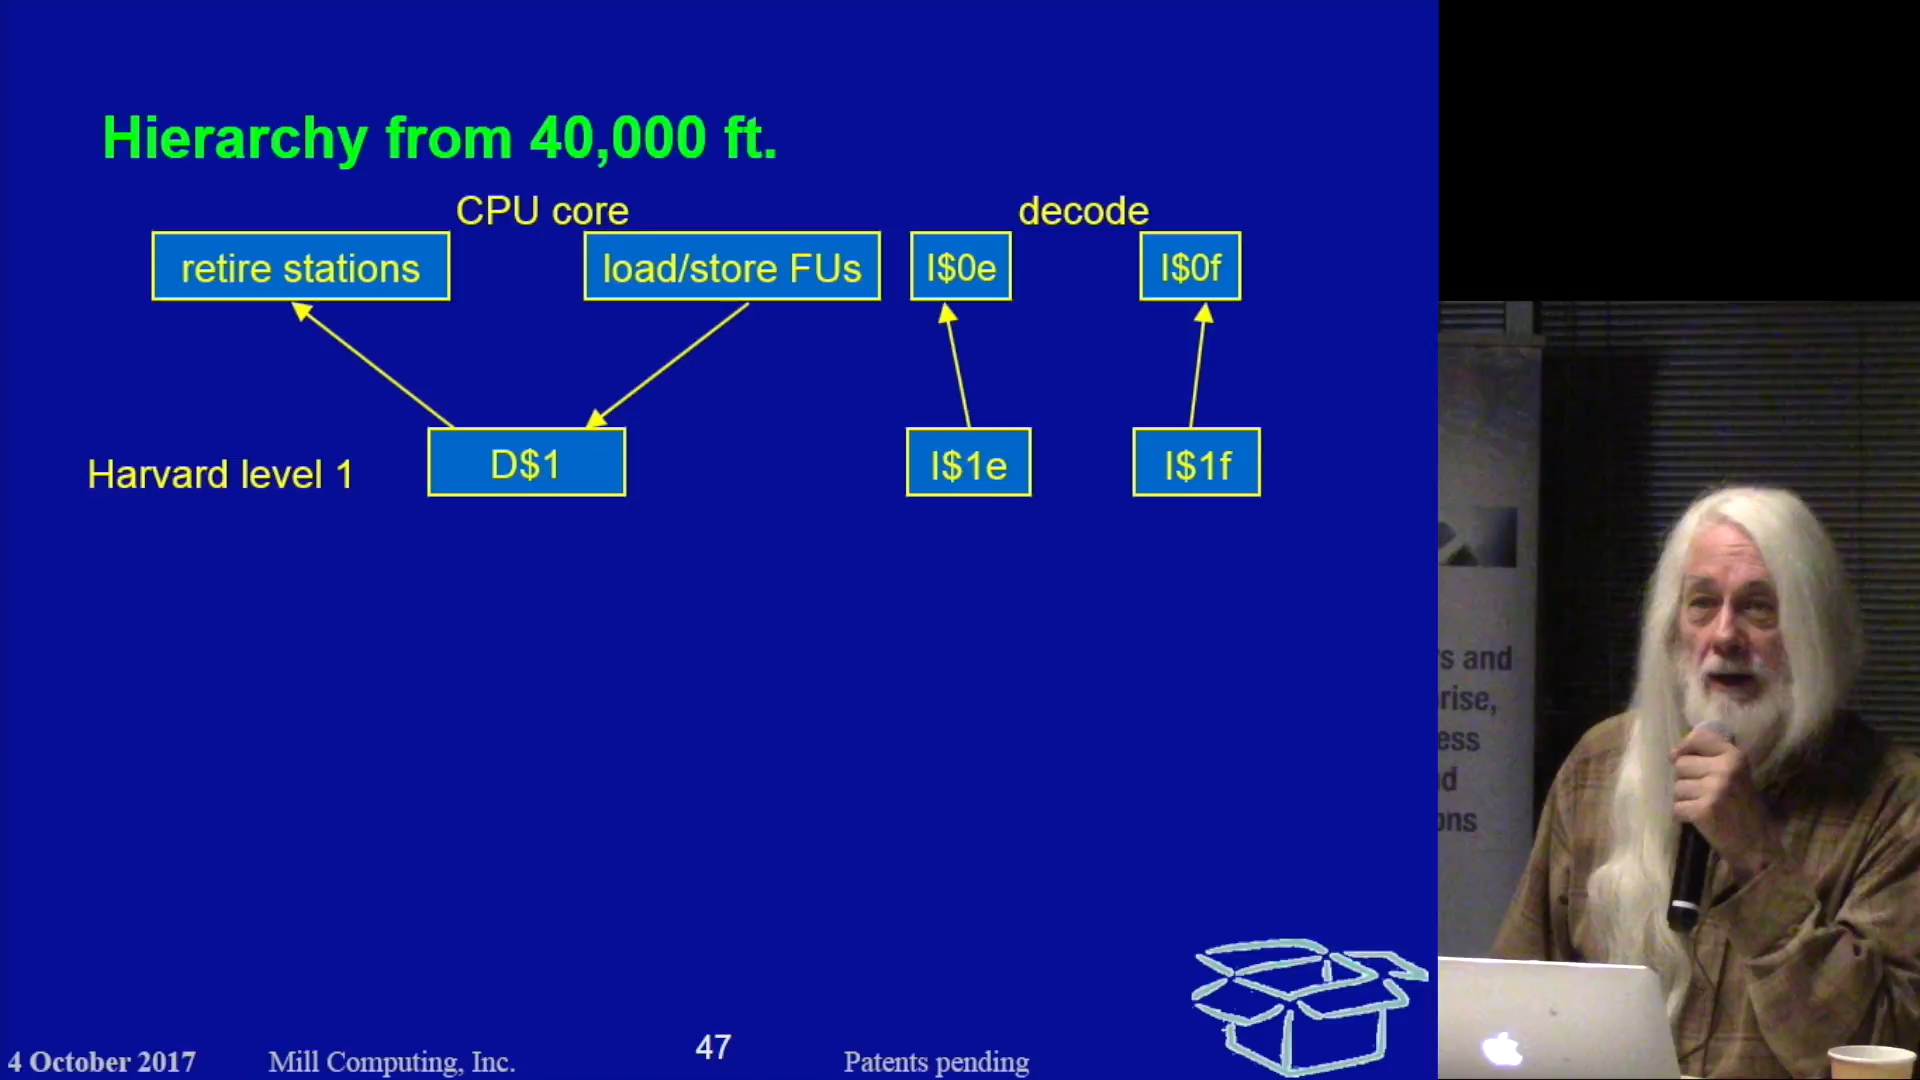 Hierarchy from 40,000 ft.
CPU core
decode
retire stations
load/store FUs
I$0e
I$0f
Harvard level 1
D$1
I$1e
I$1f
4 October 2017
Mill Computing, Inc.
47
Patents pending
s and
rise,
ess
d
ons